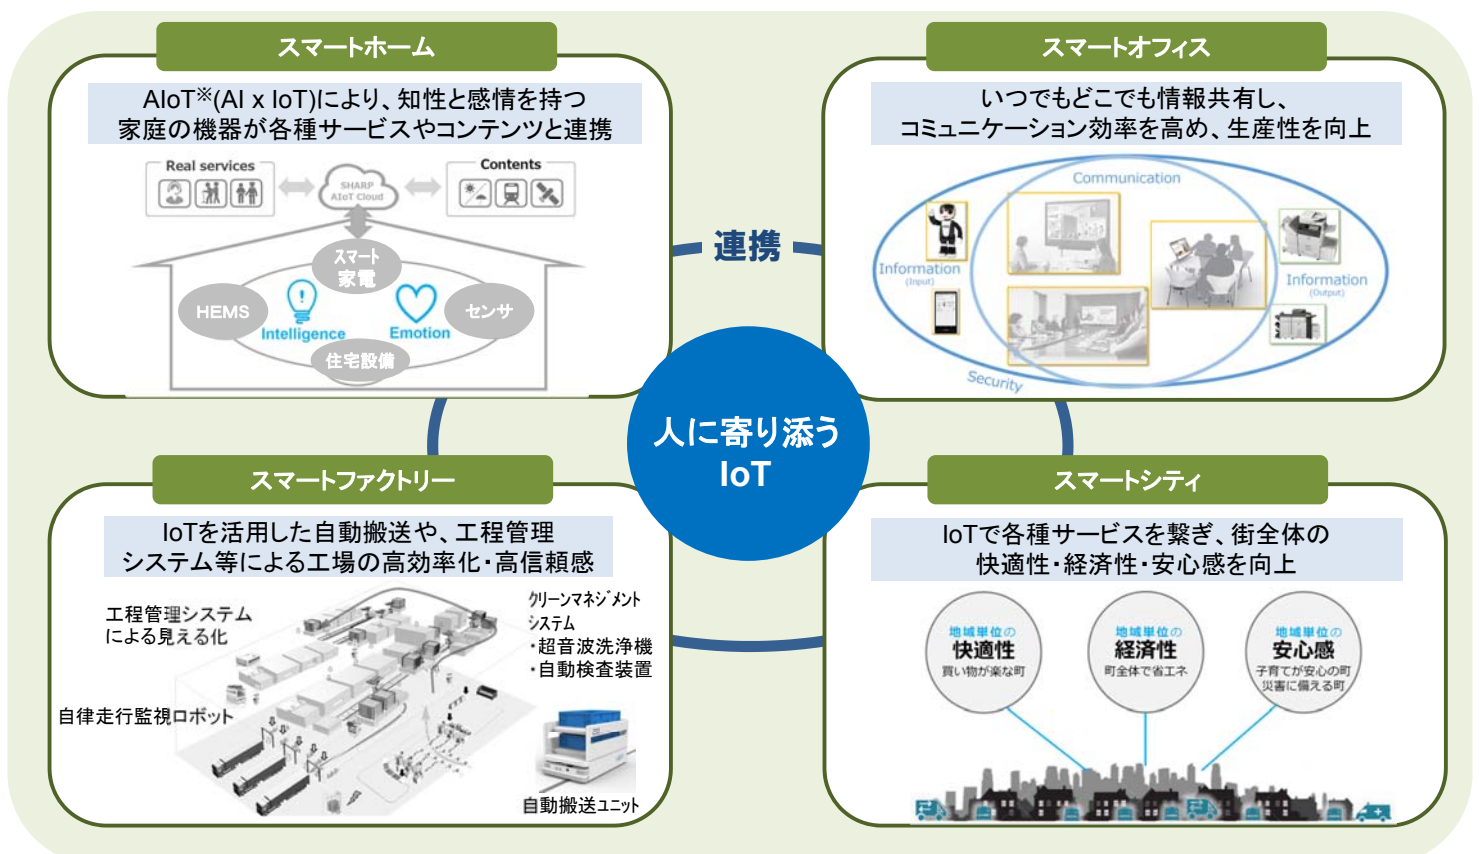 スマートホーム
AIoT※(AI x IoT)により、知性と感情を持つ
家庭の機器が各種サービスやコンテンツと連携
Real services
SHARP
AIoT Cloud
Contents
スマート
家電
HEMS
Intelligence
Emotion
センサ
住宅設備
スマートオフィス
いつでもどこでも情報共有し、
コミュニケーション効率を高め、生産性を向上
Communication
Information
(Input)
Information
(Output)
Security
連携
人に寄り添う
IoT
スマートファクトリー
IoTを活用した自動搬送や、工程管理
システム等による工場の高効率化・高信頼感
工程管理システム
による見える化
クリーンマネジメント
システム
・超音波洗浄機
・自動検査装置
自律走行監視ロボット
自動搬送ユニット
スマートシティ
IoTで各種サービスを繋ぎ、街全体の
快適性・経済性・安心感を向上
地域単位の
快適性
買い物が楽な町
地域単位の
経済性
町全体で省エネ
地域単位の
安心感
子育てが安心の町
災害に備える町